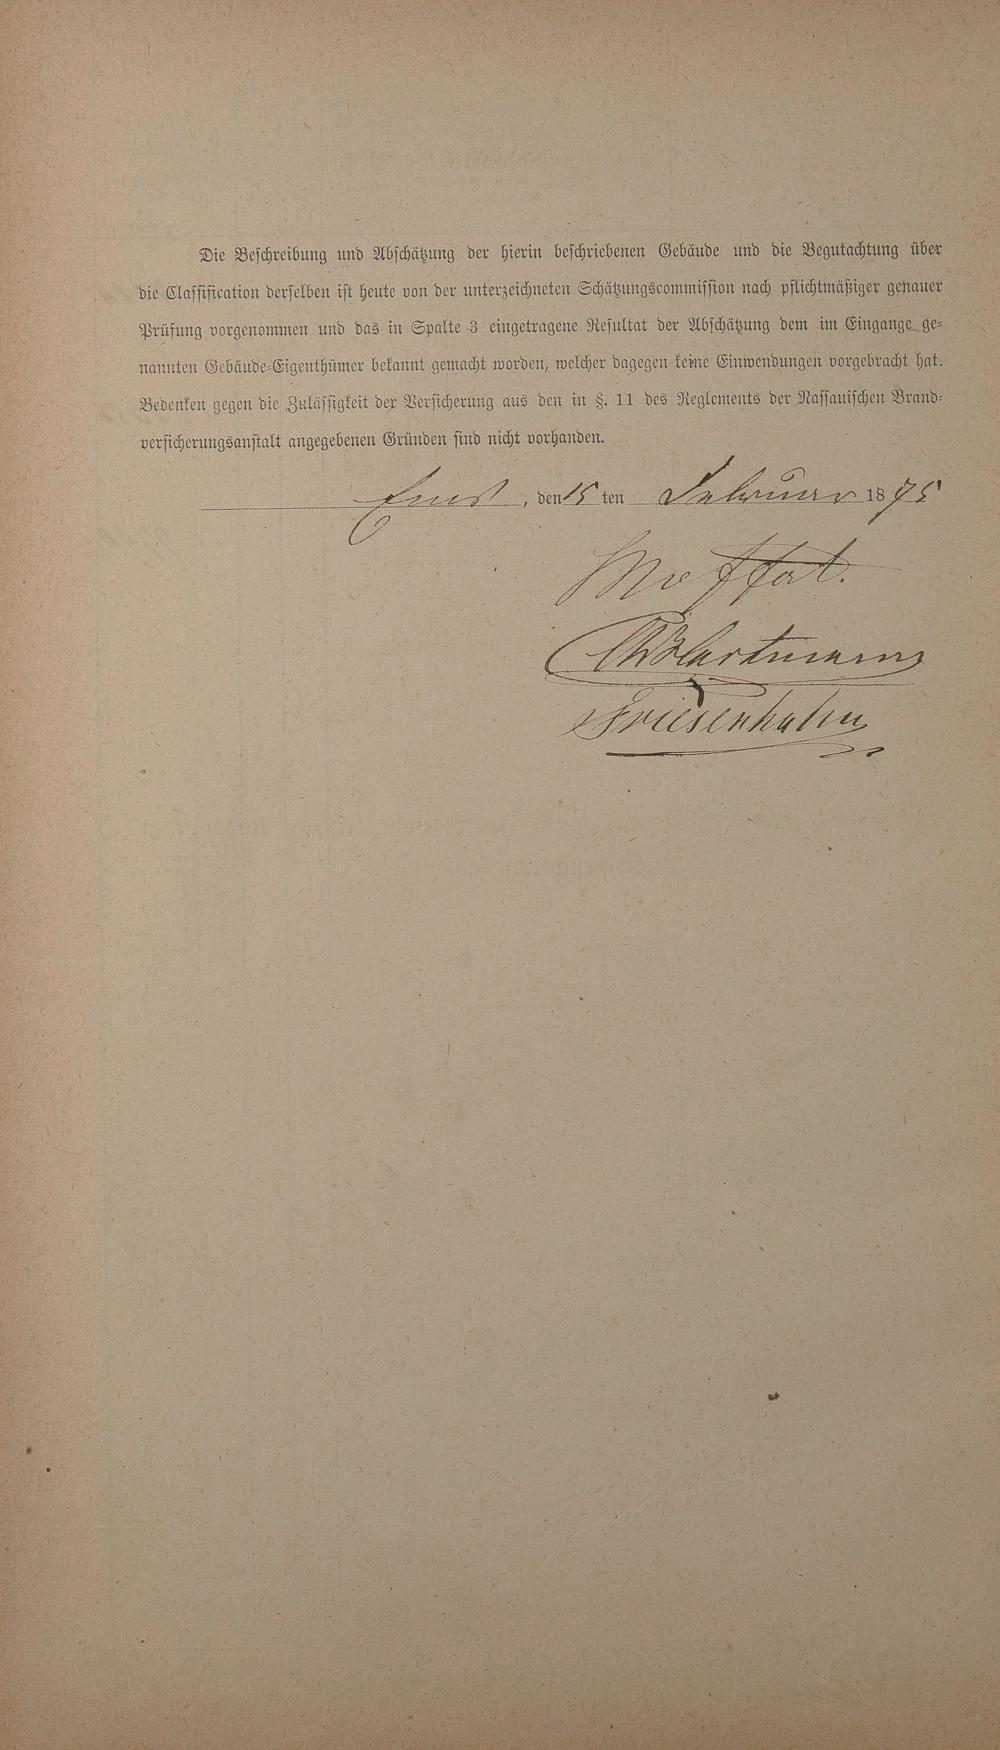 Die Beschreibung und Abschätzung der hierin beschriebenen Gebäude und die Begutachtung über
die Classification derselben ist heute von der unterzeichneten Schätzungscommission nach pflichtmäßiger genauer
Prüfung vorgenommen und das in Spalte 3 eingetragene Resultat der Abschätzung dem im Eingange ge-
nannten Gebäude-Eigenthümer bekannt gemacht worden, welcher dagegen keine Einwendungen vorgebracht hat.
Bedenken gegen die Zulässigkeit der Versicherung aus den in §. 11 des Reglements der Nassauischen Brand-
versicherungsanstalt angegebenen Gründen sind nicht vorhanden.
Ems, den 15 ten Februar 1875
Moffat.
Hartmann
Friesenhahn